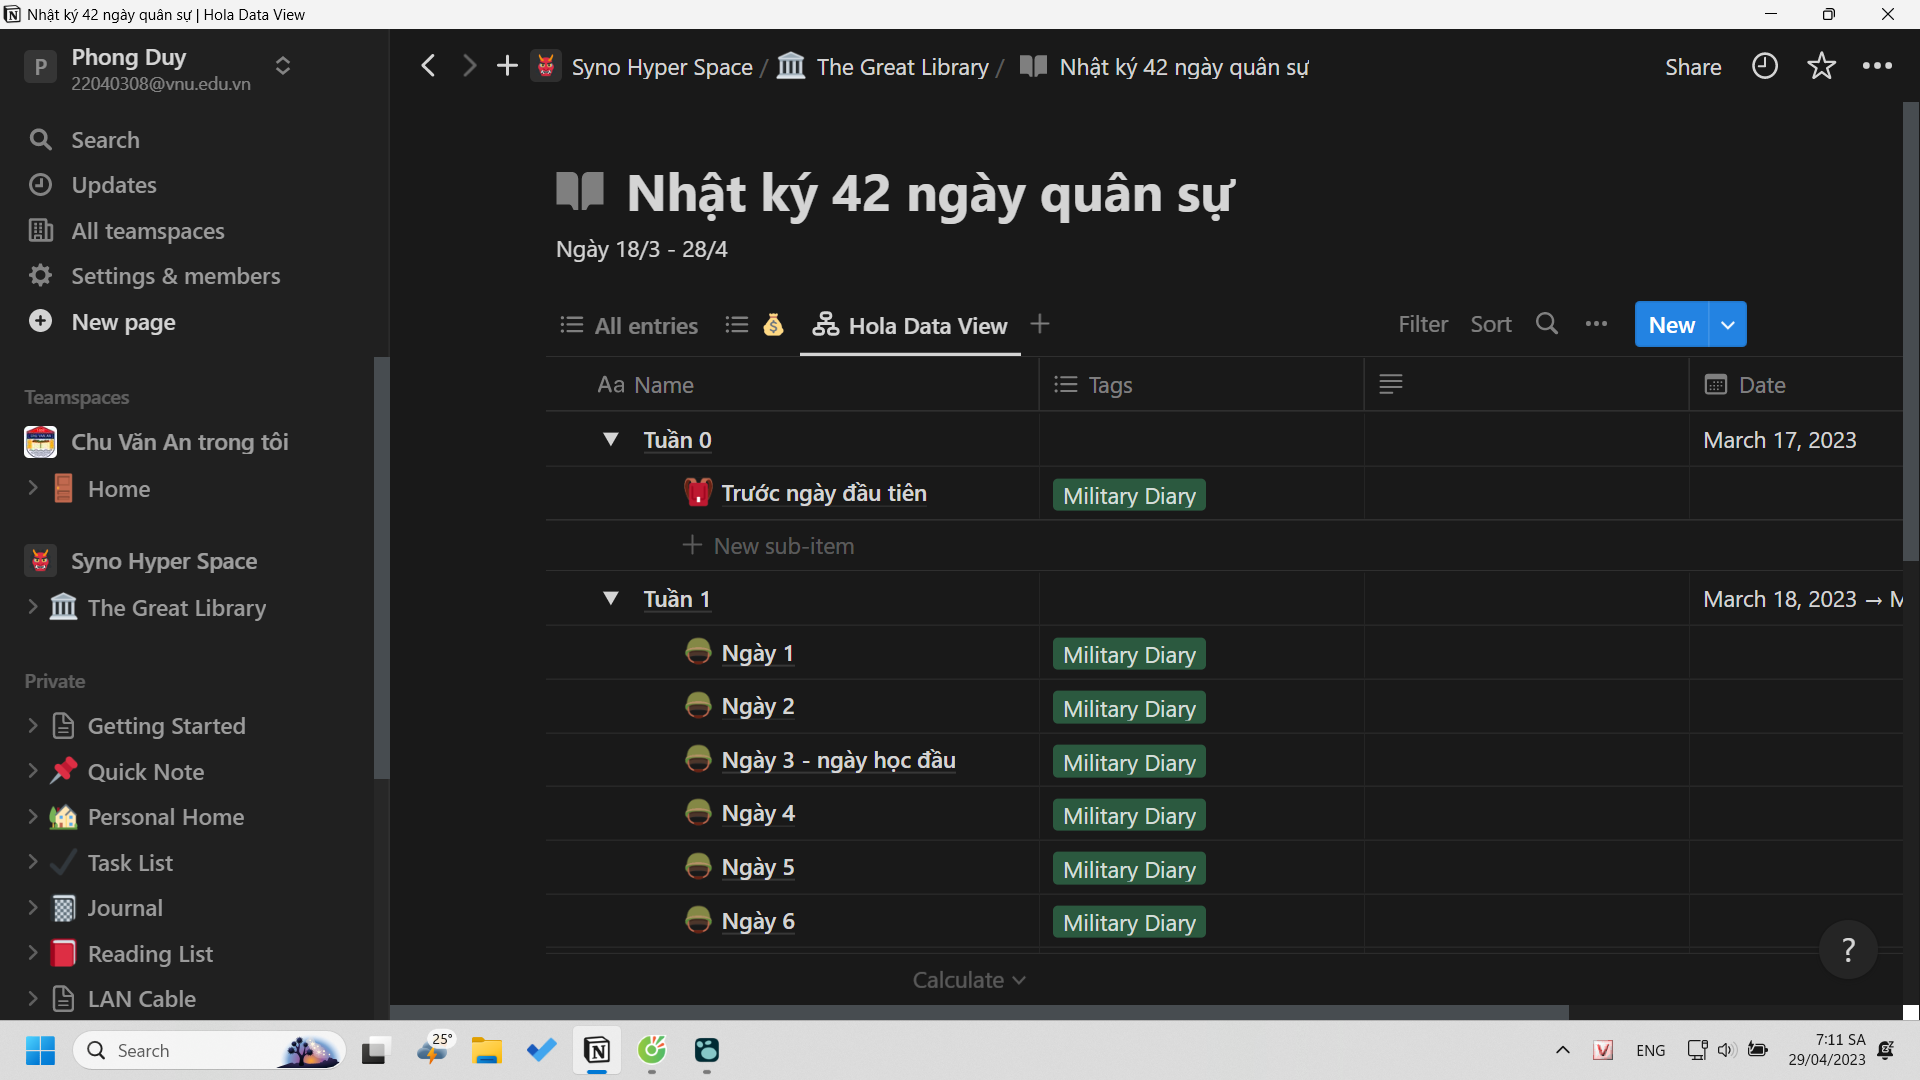 Nhật ký 42 ngày quân sự | Hola Data View
P
Phong Duy
22040308@vnu.edu.vn
Search
Updates
All teamspaces
Settings & members
New page
Teamspaces
Chu Văn An trong tôi
Home
Syno Hyper Space
The Great Library
Private
Getting Started
Quick Note
Personal Home
Task List
Journal
Reading List
LAN Cable
Syno Hyper Space / The Great Library / Nhật ký 42 ngày quân sự
Share
Nhật ký 42 ngày quân sự
Ngày 18/3 - 28/4
All entries
Hola Data View
Filter Sort
New
Aa Name Tags Date
Tuần 0 March 17, 2023
Trước ngày đầu tiên Military Diary
New sub-item
Tuần 1 March 18, 2023 → M
Ngày 1 Military Diary
Ngày 2 Military Diary
Ngày 3 - ngày học đầu Military Diary
Ngày 4 Military Diary
Ngày 5 Military Diary
Ngày 6 Military Diary
Calculate
?
Search
25°
ENG
7:11 SA
29/04/2023